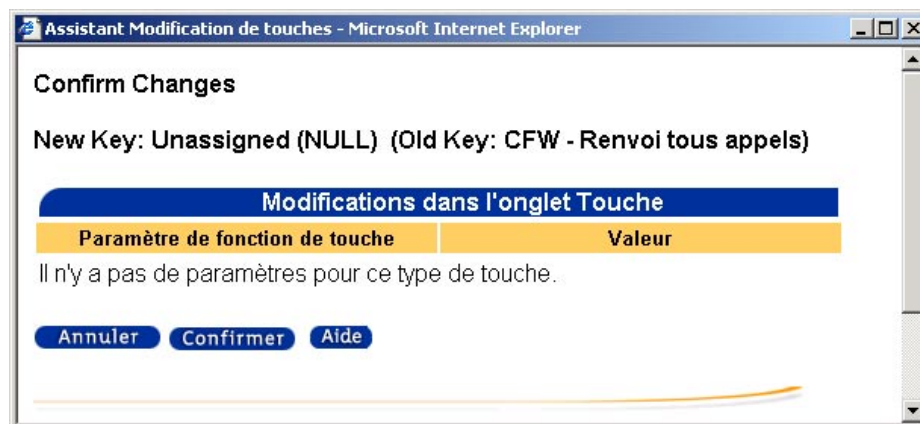 Assistant Modification de touches - Microsoft Internet Explorer
Confirm Changes
New Key: Unassigned (NULL) (Old Key: CFW - Renvoi tous appels)
Modifications dans l'onglet Touche
Paramètre de fonction de touche Valeur
Il n'y a pas de paramètres pour ce type de touche.
Annuler Confirmer Aide